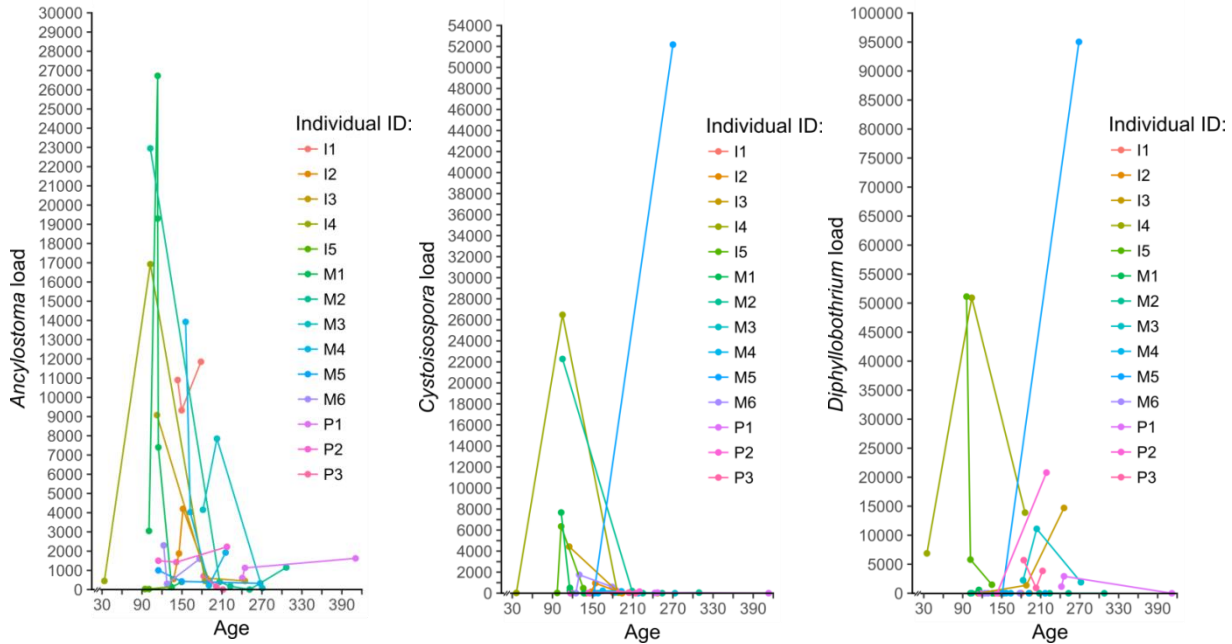 Ancylostoma load
30000
29000
28000
27000
26000
25000
24000
23000
22000
21000
20000
19000
18000
17000
16000
15000
14000
13000
12000
11000
10000
9000
8000
7000
6000
5000
4000
3000
2000
1000
0
30 90 150 210 270 330 390
Age
Individual ID:
I1
I2
I3
I4
I5
M1
M2
M3
M4
M5
M6
P1
P2
P3
Cystoisospora load
54000
52000
50000
48000
46000
44000
42000
40000
38000
36000
34000
32000
30000
28000
26000
24000
22000
20000
18000
16000
14000
12000
10000
8000
6000
4000
2000
0
30 90 150 210 270 330 390
Age
Individual ID:
I1
I2
I3
I4
I5
M1
M2
M3
M4
M5
M6
P1
P2
P3
Diphyllobothrium load
100000
95000
90000
85000
80000
75000
70000
65000
60000
55000
50000
45000
40000
35000
30000
25000
20000
15000
10000
5000
0
30 90 150 210 270 330 390
Age
Individual ID:
I1
I2
I3
I4
I5
M1
M2
M3
M4
M5
M6
P1
P2
P3